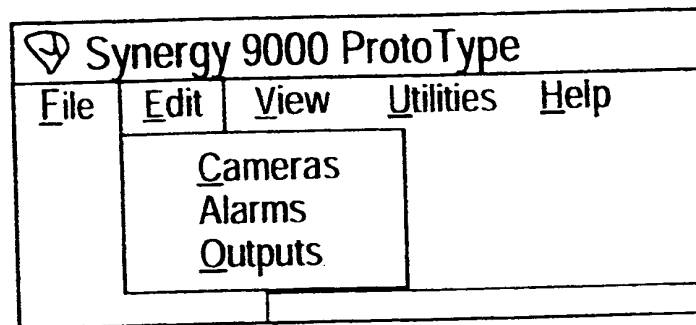 Synergy 9000 ProtoType
File Edit View Utilities Help
Cameras
Alarms
Outputs